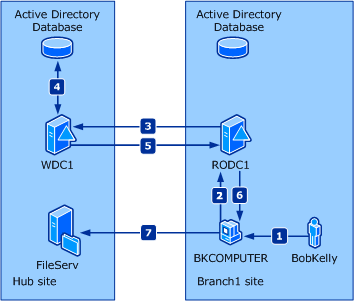 Active Directory
Database
Active Directory
Database
4
3
WDC1
5
RODC1
2
6
7
1
FileServ
BKCOMPUTER
BobKelly
Hub site
Branch1 site